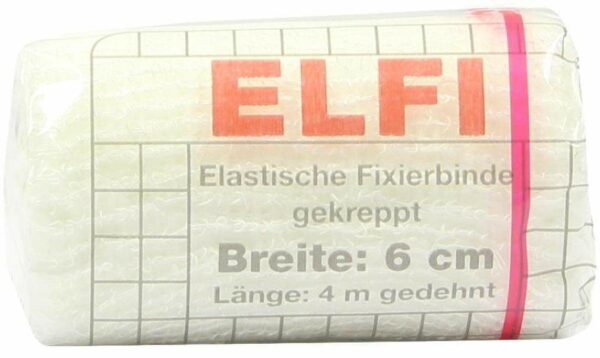 ELFI
Elastische Fixierbinde
gekreppt
Breite: 6 cm
Länge: 4 m gedehnt